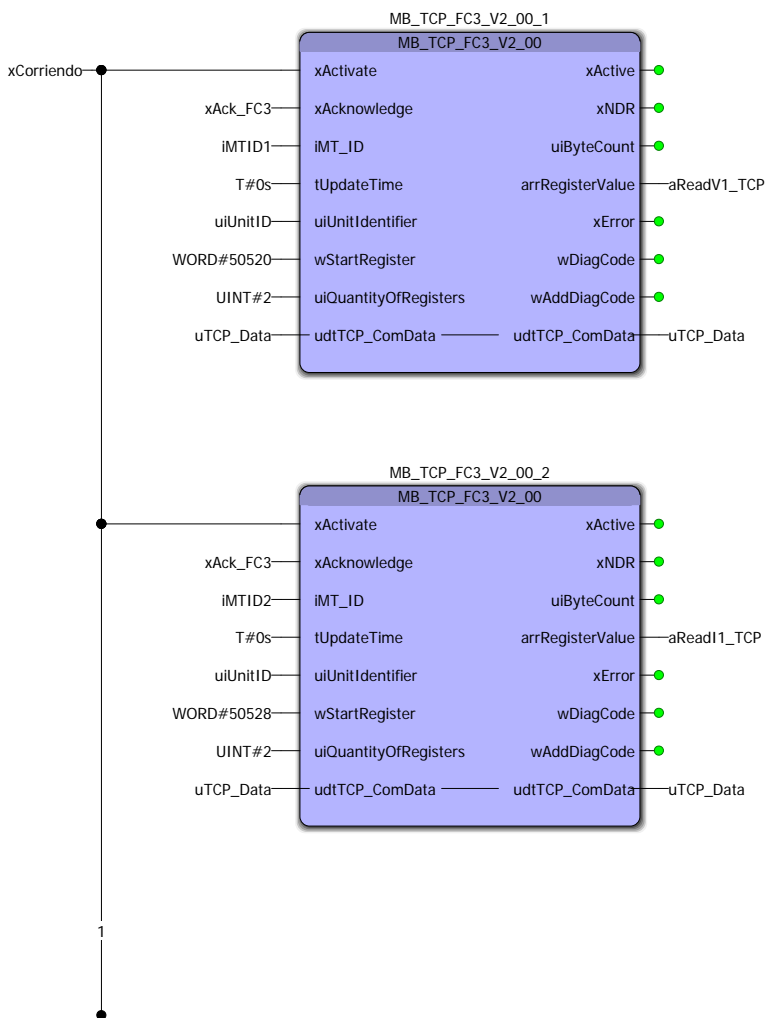 MB_TCP_FC3_V2_00_1
MB_TCP_FC3_V2_00
xCorriendo xActivate xActive
xAck_FC3 xAcknowledge xNDR
iMTID1 iMT_ID uiByteCount
T#0s tUpdateTime arrRegisterValue aReadV1_TCP
uiUnitID uiUnitIdentifier xError
WORD#50520 wStartRegister wDiagCode
UINT#2 uiQuantityOfRegisters wAddDiagCode
uTCP_Data udtTCP_ComData udtTCP_ComData uTCP_Data
MB_TCP_FC3_V2_00_2
MB_TCP_FC3_V2_00
xActivate xActive
xAck_FC3 xAcknowledge xNDR
iMTID2 iMT_ID uiByteCount
T#0s tUpdateTime arrRegisterValue aReadI1_TCP
uiUnitID uiUnitIdentifier xError
WORD#50528 wStartRegister wDiagCode
UINT#2 uiQuantityOfRegisters wAddDiagCode
uTCP_Data udtTCP_ComData udtTCP_ComData uTCP_Data
1